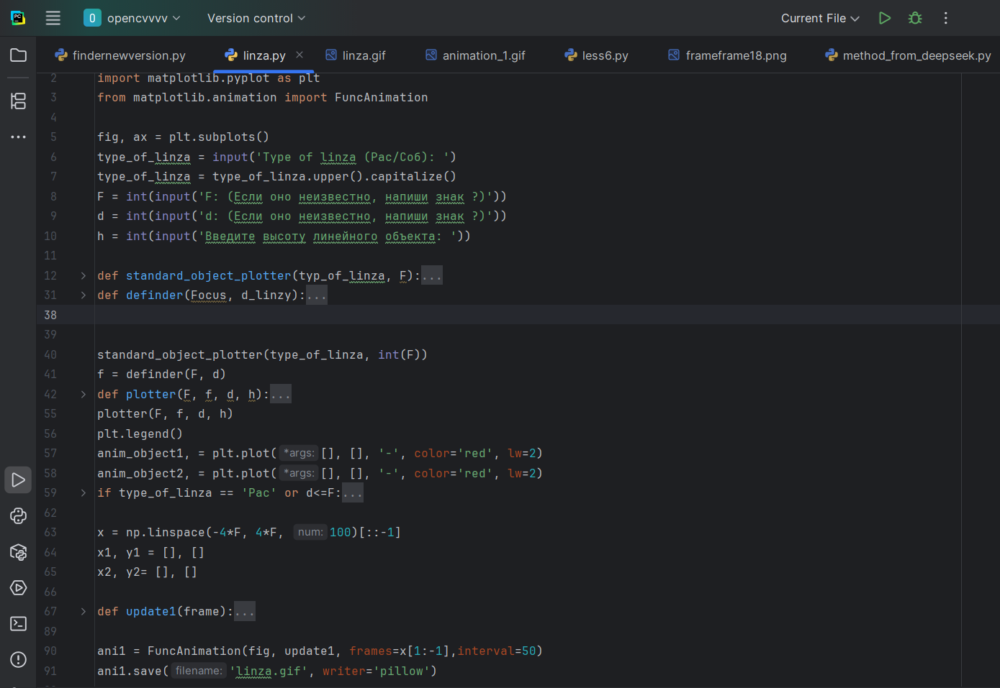 PC
O opencvvvv Version control Current File
findernewversion.py linza.py linza.gif animation_1.gif less6.py frameframe18.png method_from_deepseek.py
2 import matplotlib.pyplot as plt
3 from matplotlib.animation import FuncAnimation
4
5 fig, ax = plt.subplots()
6 type_of_linza = input('Type of linza (Рас/Соб): ')
7 type_of_linza = type_of_linza.upper().capitalize()
8 F = int(input('F: (Если оно неизвестно, напиши знак ?)'))
9 d = int(input('d: (Если оно неизвестно, напиши знак ?)'))
10 h = int(input('Введите высоту линейного объекта: '))
11
12 def standard_object_plotter(typ_of_linza, F):...
31 def definder(Focus, d_linzy):...
38
39
40 standard_object_plotter(type_of_linza, int(F))
41 f = definder(F, d)
42 def plotter(F, f, d, h):...
55 plotter(F, f, d, h)
56 plt.legend()
57 anim_object1, = plt.plot( *args: [], [], '-', color='red', lw=2)
58 anim_object2, = plt.plot( *args: [], [], '-', color='red', lw=2)
59 if type_of_linza == 'Рас' or d<=F:...
62
63 x = np.linspace(-4*F, 4*F, num: 100)[::-1]
64 x1, y1 = [], []
65 x2, y2= [], []
66
67 def update1(frame):...
89
90 ani1 = FuncAnimation(fig, update1, frames=x[1:-1],interval=50)
91 ani1.save( filename: 'linza.gif', writer='pillow')